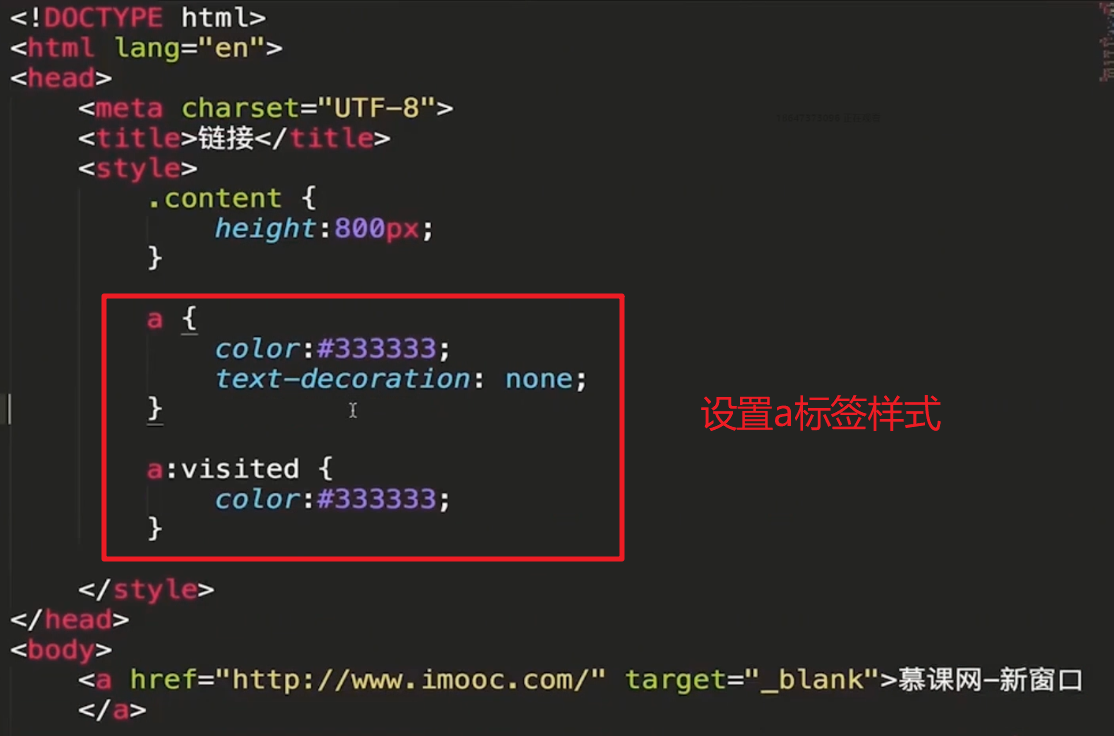 <!DOCTYPE html>
<html lang="en">
<head>
    <meta charset="UTF-8">
    <title>链接</title>
    <style>
        .content {
            height:800px;
        }
        a {
            color:#333333;
            text-decoration: none;
        }
        a:visited {
            color:#333333;
        }
设置a标签样式
    </style>
</head>
<body>
    <a href="http://www.imooc.com/" target="_blank">慕课网-新窗口
    </a>